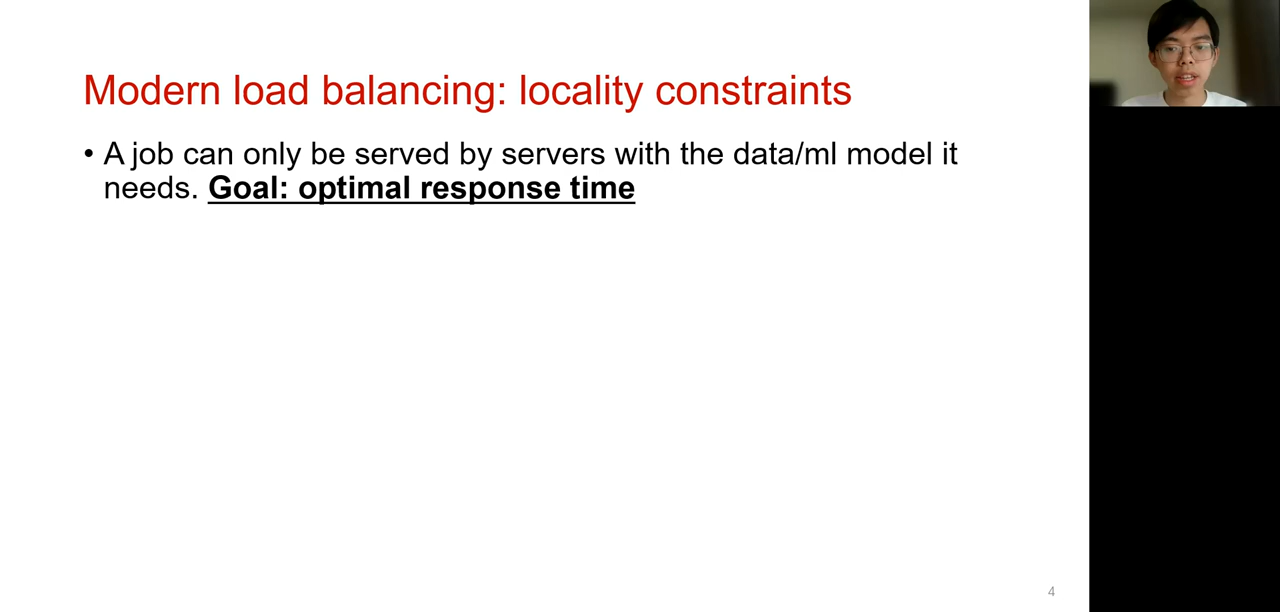 Modern load balancing: locality constraints
• A job can only be served by servers with the data/ml model it
needs. Goal: optimal response time
4